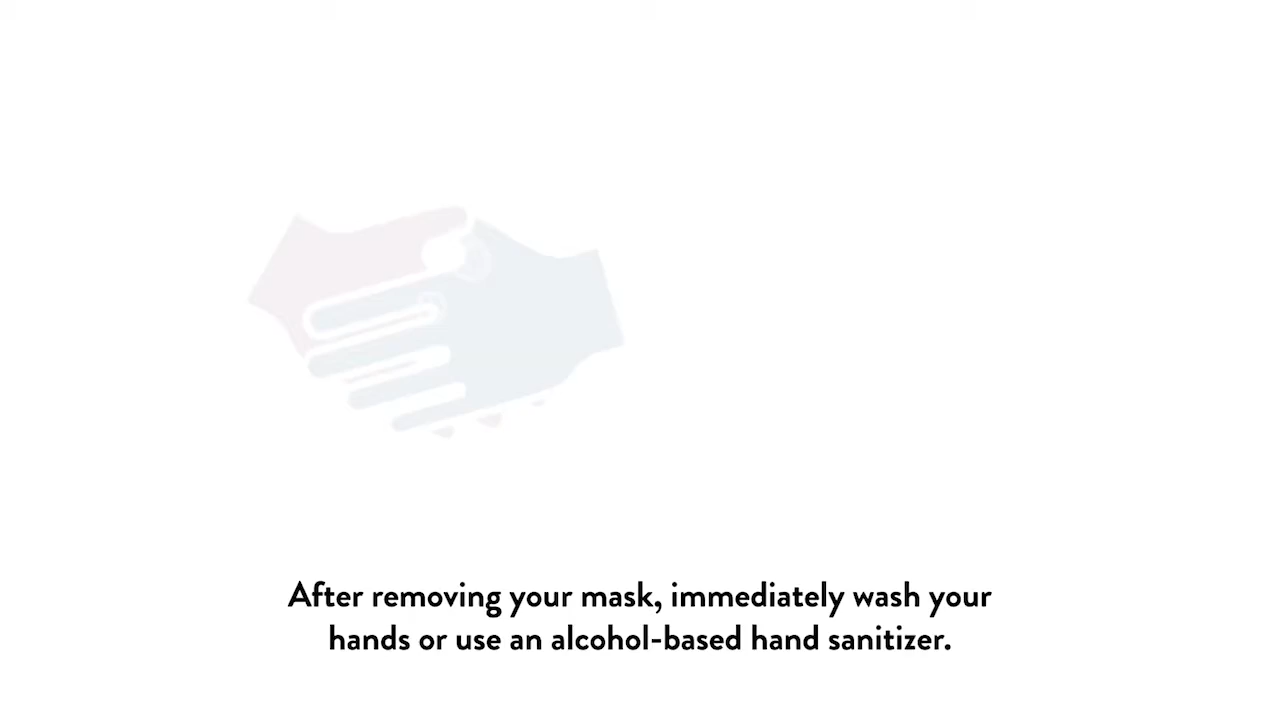 After removing your mask, immediately wash your
hands or use an alcohol-based hand sanitizer.